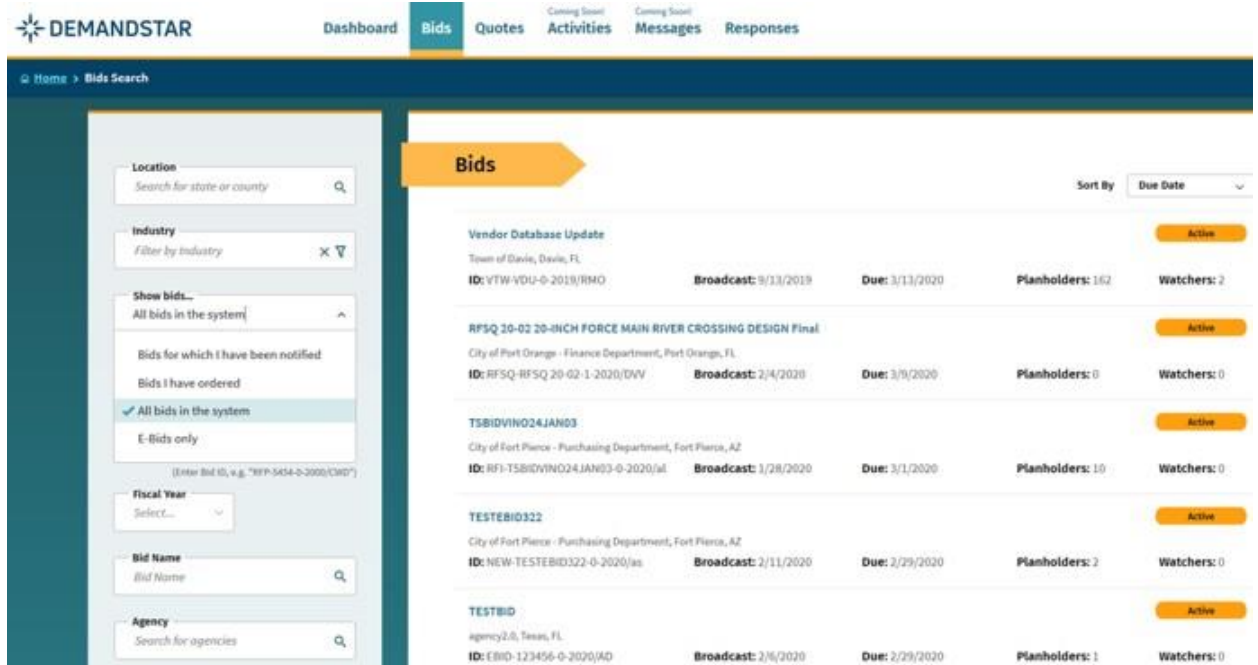 DEMANDSTAR
Dashboard
Bids
Quotes
Coming Soon!
Activities
Coming Soon!
Messages
Responses
Home > Bids Search
Location
Search for state or county
Industry
Filter by Industry
Show bids...
All bids in the system
Bids for which I have been notified
Bids I have ordered
All bids in the system
E-Bids only
(Enter Bid ID, e.g. "RFP-5454-0-2000/CWD")
Fiscal Year
Select...
Bid Name
Bid Name
Agency
Search for agencies
Bids
Sort By Due Date
Vendor Database Update Active
Town of Davie, Davie, FL
ID: VTW-VDU-0-2019/RMO Broadcast: 9/13/2019 Due: 3/13/2020 Planholders: 162 Watchers: 2
RFSQ 20-02 20-INCH FORCE MAIN RIVER CROSSING DESIGN Final Active
City of Port Orange - Finance Department, Port Orange, FL
ID: RFSQ-RFSQ 20-02-1-2020/DVV Broadcast: 2/4/2020 Due: 3/9/2020 Planholders: 0 Watchers: 0
TSBIDVINO24JAN03 Active
City of Fort Pierce - Purchasing Department, Fort Pierce, AZ
ID: RFI-TSBIDVINO24JAN03-0-2020/al Broadcast: 1/28/2020 Due: 3/1/2020 Planholders: 10 Watchers: 0
TESTEBID322 Active
City of Fort Pierce - Purchasing Department, Fort Pierce, AZ
ID: NEW-TESTEBID322-0-2020/as Broadcast: 2/11/2020 Due: 2/29/2020 Planholders: 2 Watchers: 0
TESTBID Active
agency2.0, Texas, FL
ID: EBID-123456-0-2020/AD Broadcast: 2/6/2020 Due: 2/29/2020 Planholders: 1 Watchers: 0